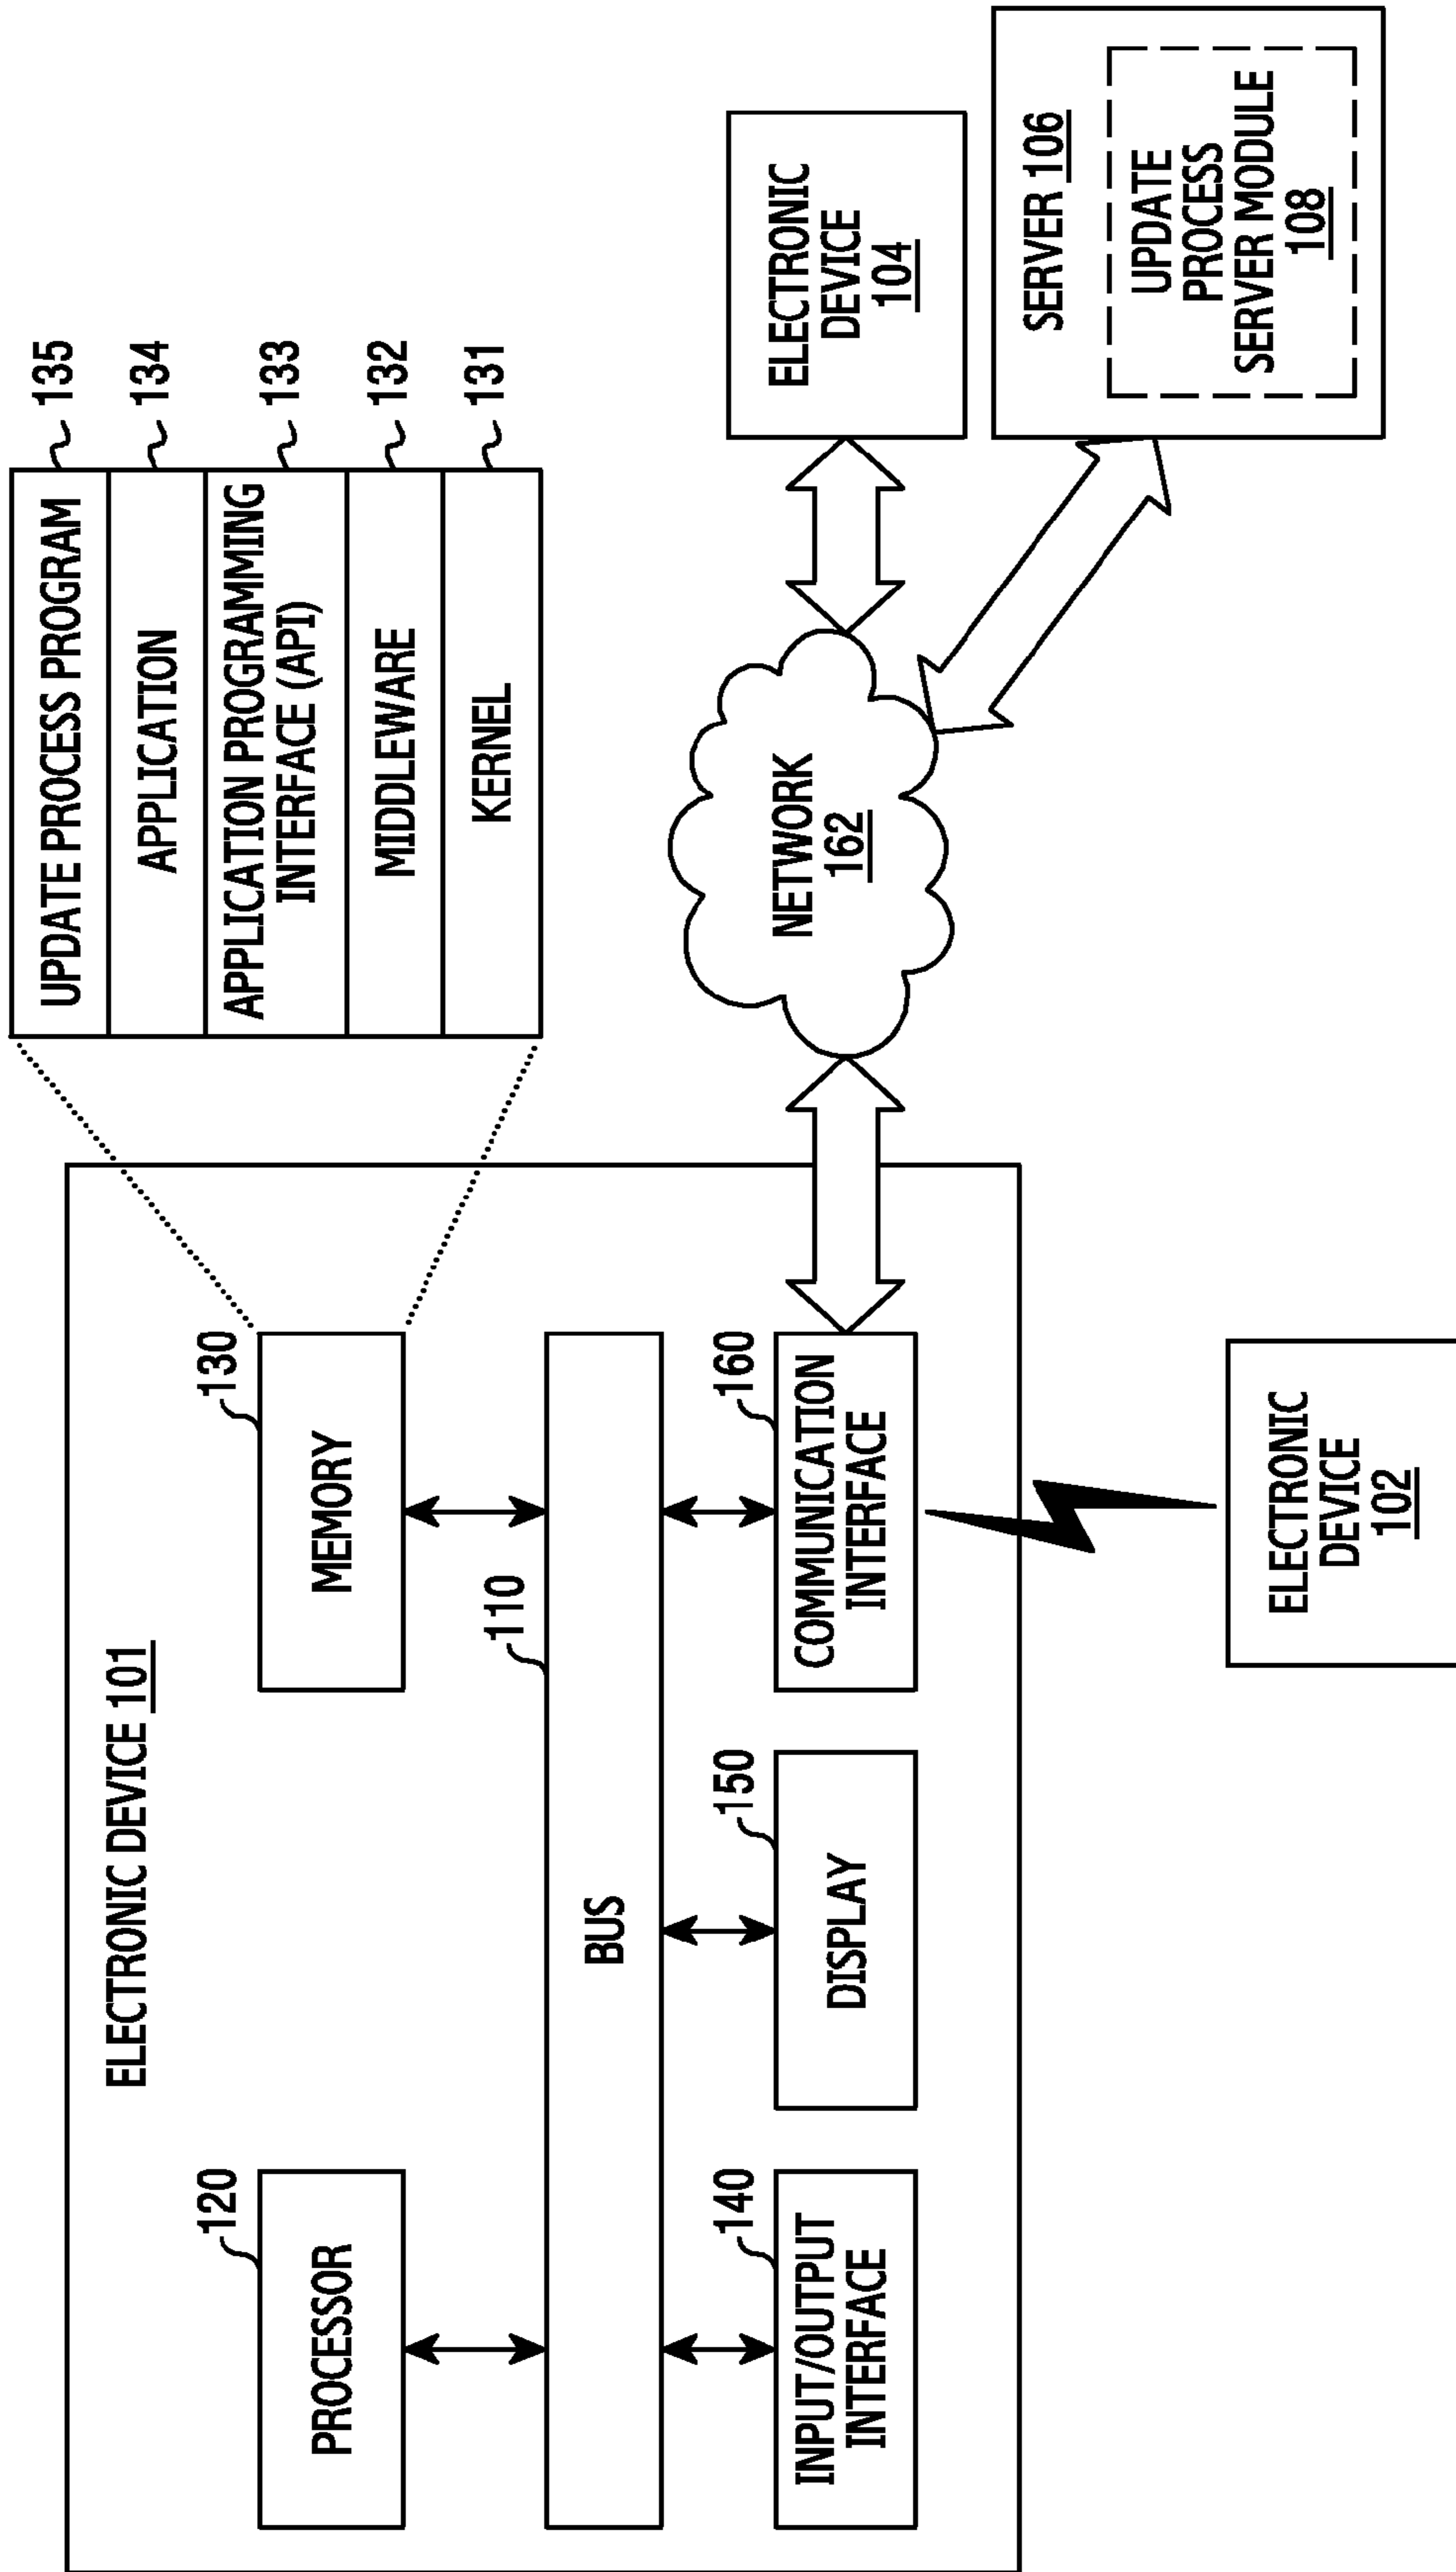 ELECTRONIC DEVICE 101
PROCESSOR
120
MEMORY
130
BUS
110
INPUT/OUTPUT
INTERFACE
140
DISPLAY
150
COMMUNICATION
INTERFACE
160
UPDATE PROCESS PROGRAM
135
APPLICATION
134
APPLICATION PROGRAMMING
INTERFACE (API)
133
MIDDLEWARE
132
KERNEL
131
NETWORK
162
ELECTRONIC
DEVICE
104
SERVER 106
UPDATE
PROCESS
SERVER MODULE
108
ELECTRONIC
DEVICE
102